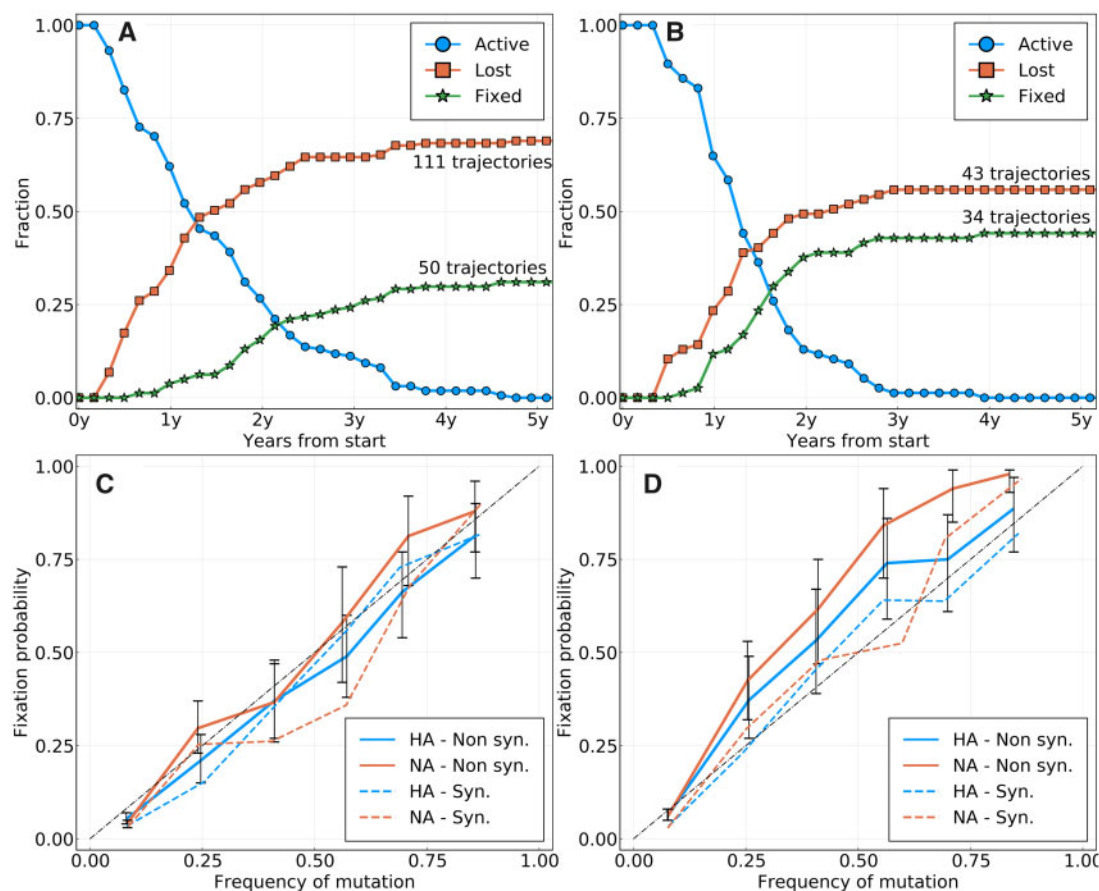 A
Active
Lost
Fixed
1.00
0.75
0.50
0.25
0.00
Fraction
111 trajectories
50 trajectories
0y
1y
2y
3y
4y
5y
Years from start
B
Active
Lost
Fixed
1.00
0.75
0.50
0.25
0.00
Fraction
43 trajectories
34 trajectories
0y
1y
2y
3y
4y
5y
Years from start
C
1.00
0.75
0.50
0.25
0.00
Fixation probability
HA - Non syn.
NA - Non syn.
HA - Syn.
NA - Syn.
0.00
0.25
0.50
0.75
1.00
Frequency of mutation
D
1.00
0.75
0.50
0.25
0.00
Fixation probability
HA - Non syn.
NA - Non syn.
HA - Syn.
NA - Syn.
0.00
0.25
0.50
0.75
1.00
Frequency of mutation